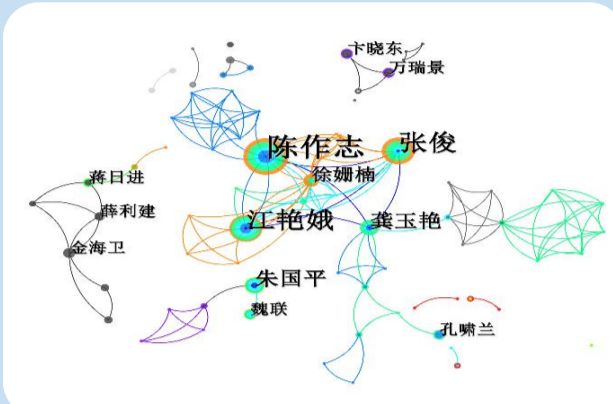 卞晓东
万瑞景
陈作志
张俊
徐姗楠
蒋日进
薛利建
江艳娥
龚玉艳
金海卫
朱国平
魏联
孔啸兰